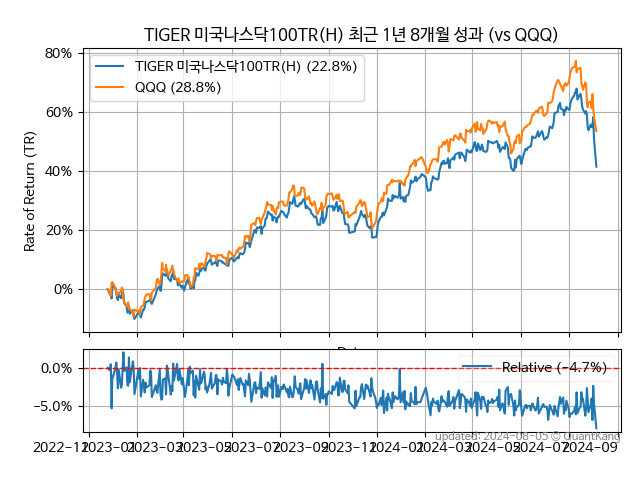 TIGER 미국나스닥100TR(H) 최근 1년 8개월 성과 (vs QQQ)
80%
TIGER 미국나스닥100TR(H) (22.8%)
QQQ (28.8%)
60%
40%
20%
0%
Rate of Return (TR)
0.0%
Relative (-4.7%)
-5.0%
updated: 2024-08-05 © QuantKang
2022-11 2023-01 2023-03 2023-05 2023-07 2023-09 2023-11 2024-01 2024-03 2024-05 2024-07 2024-09